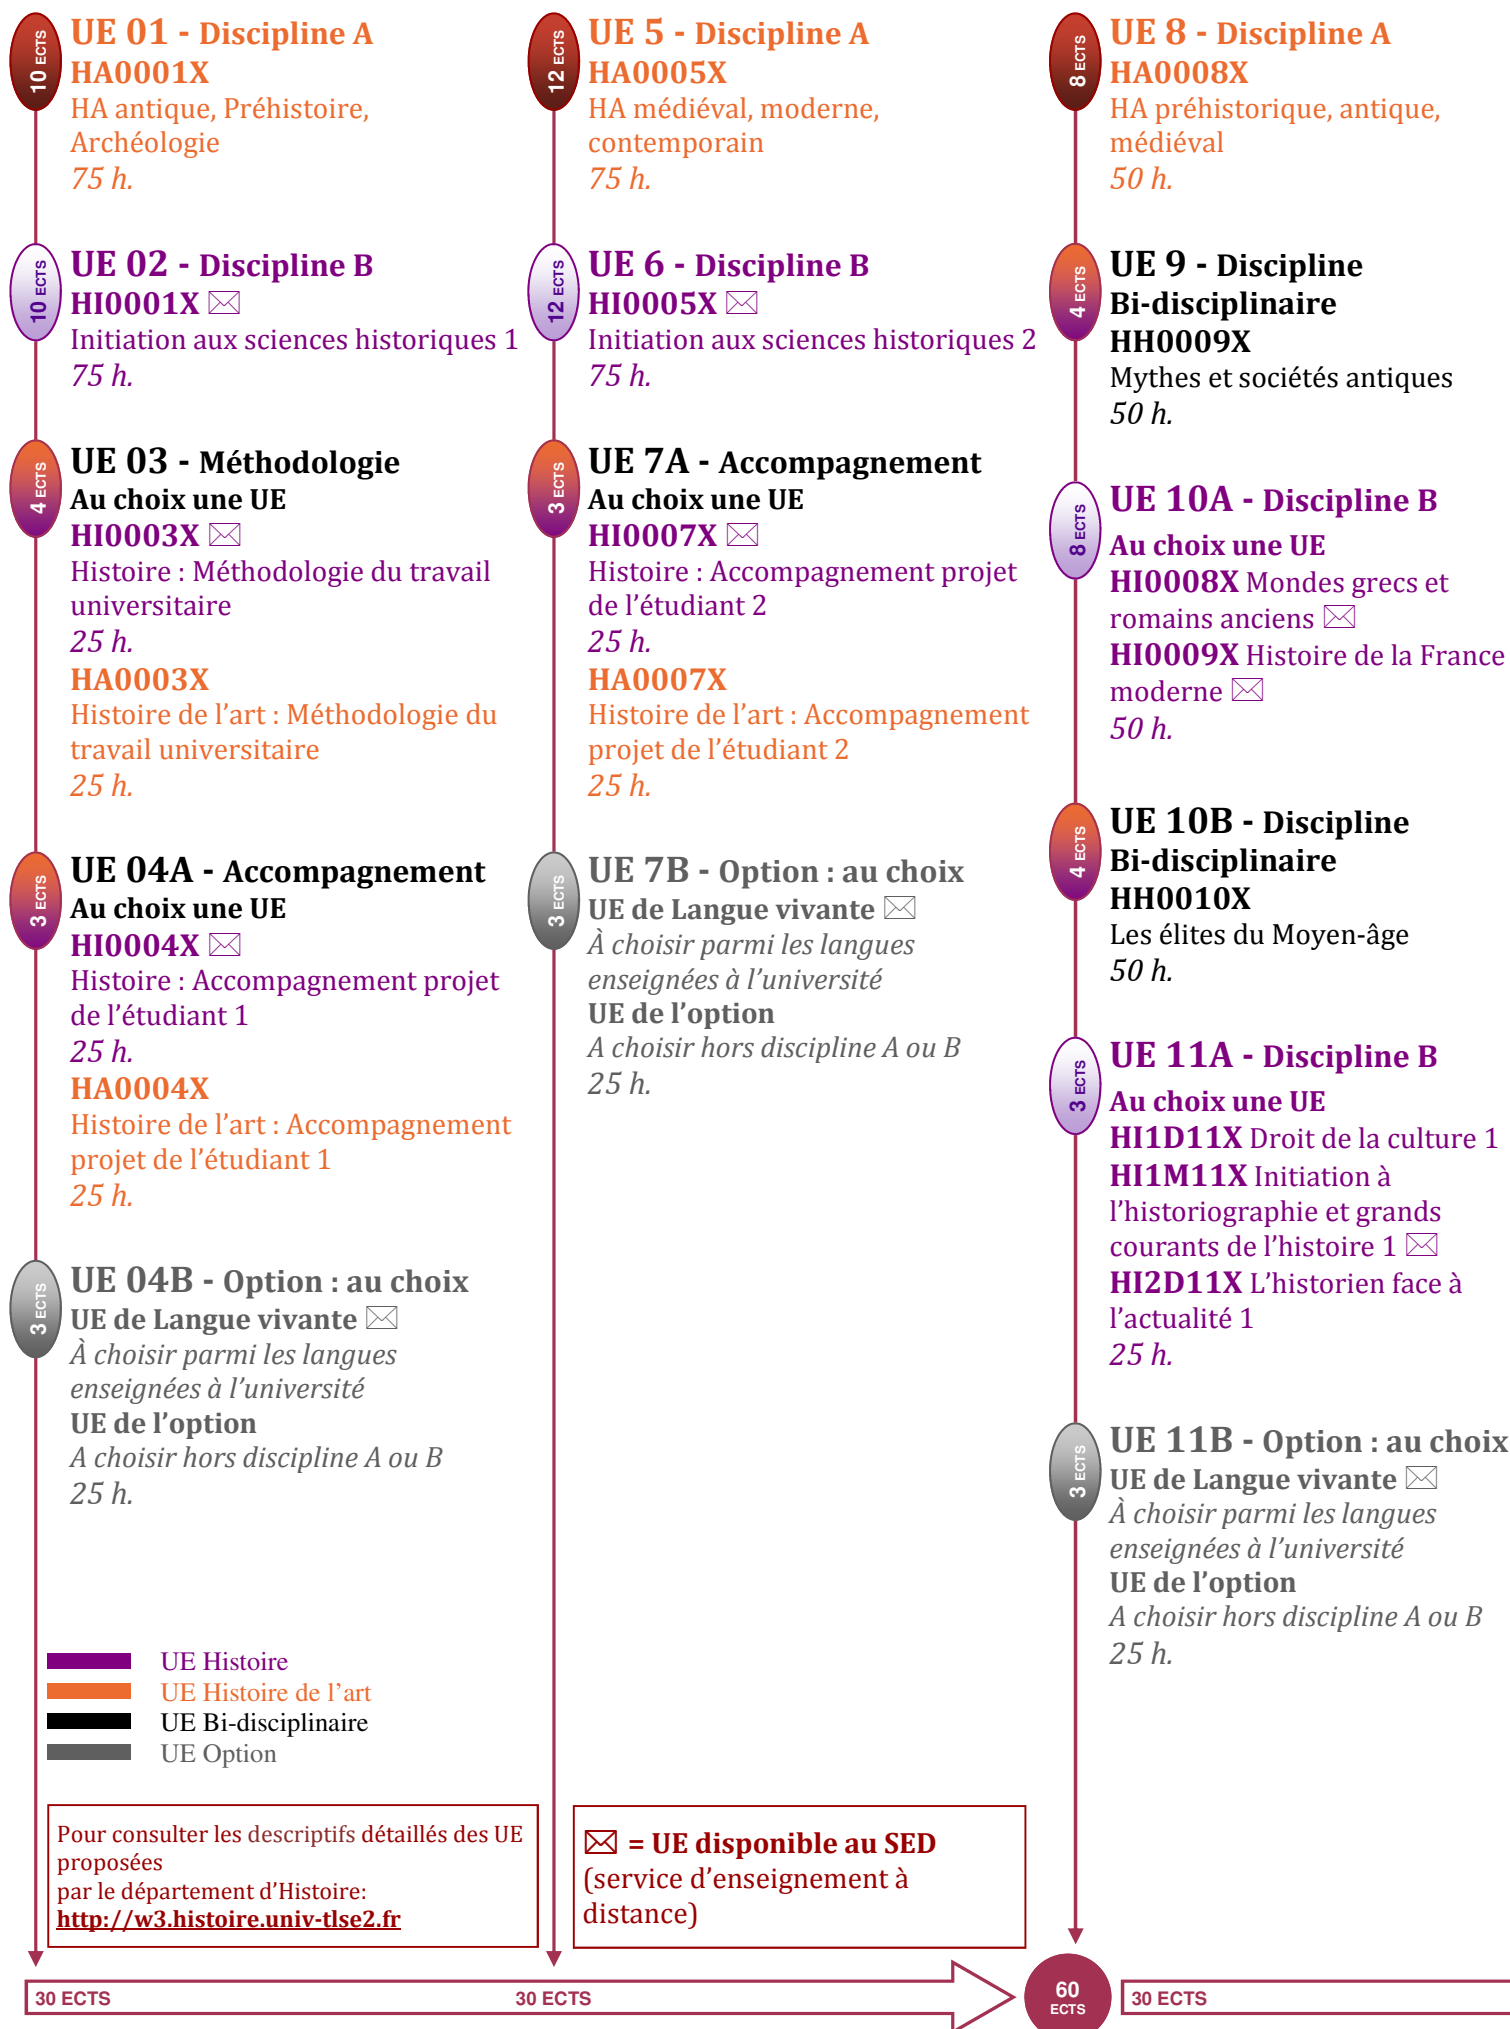 10 ECTS
UE 01 - Discipline A
HA0001X
HA antique, Préhistoire,
Archéologie
75 h.
10 ECTS
UE 02 - Discipline B
HI0001X ✉
Initiation aux sciences historiques 1
75 h.
4 ECTS
UE 03 - Méthodologie
Au choix une UE
HI0003X ✉
Histoire : Méthodologie du travail
universitaire
25 h.
HA0003X
Histoire de l’art : Méthodologie du
travail universitaire
25 h.
3 ECTS
UE 04A - Accompagnement
Au choix une UE
HI0004X ✉
Histoire : Accompagnement projet
de l’étudiant 1
25 h.
HA0004X
Histoire de l’art : Accompagnement
projet de l’étudiant 1
25 h.
3 ECTS
UE 04B - Option : au choix
UE de Langue vivante ✉
À choisir parmi les langues
enseignées à l’université
UE de l’option
A choisir hors discipline A ou B
25 h.
UE Histoire
UE Histoire de l’art
UE Bi-disciplinaire
UE Option
Pour consulter les descriptifs détaillés des UE
proposées
par le département d’Histoire:
http://w3.histoire.univ-tlse2.fr
12 ECTS
UE 5 - Discipline A
HA0005X
HA médiéval, moderne,
contemporain
75 h.
12 ECTS
UE 6 - Discipline B
HI0005X ✉
Initiation aux sciences historiques 2
75 h.
3 ECTS
UE 7A - Accompagnement
Au choix une UE
HI0007X ✉
Histoire : Accompagnement projet
de l’étudiant 2
25 h.
HA0007X
Histoire de l’art : Accompagnement
projet de l’étudiant 2
25 h.
3 ECTS
UE 7B - Option : au choix
UE de Langue vivante ✉
À choisir parmi les langues
enseignées à l’université
UE de l’option
A choisir hors discipline A ou B
25 h.
✉ = UE disponible au SED
(service d’enseignement à
distance)
8 ECTS
UE 8 - Discipline A
HA0008X
HA préhistorique, antique,
médiéval
50 h.
4 ECTS
UE 9 - Discipline
Bi-disciplinaire
HH0009X
Mythes et sociétés antiques
50 h.
8 ECTS
UE 10A - Discipline B
Au choix une UE
HI0008X Mondes grecs et
romains anciens ✉
HI0009X Histoire de la France
moderne ✉
50 h.
4 ECTS
UE 10B - Discipline
Bi-disciplinaire
HH0010X
Les élites du Moyen-âge
50 h.
3 ECTS
UE 11A - Discipline B
Au choix une UE
HI1D11X Droit de la culture 1
HI1M11X Initiation à
l’historiographie et grands
courants de l’histoire 1 ✉
HI2D11X L’historien face à
l’actualité 1
25 h.
3 ECTS
UE 11B - Option : au choix
UE de Langue vivante ✉
À choisir parmi les langues
enseignées à l’université
UE de l’option
A choisir hors discipline A ou B
25 h.
30 ECTS
30 ECTS
60
ECTS
30 ECTS